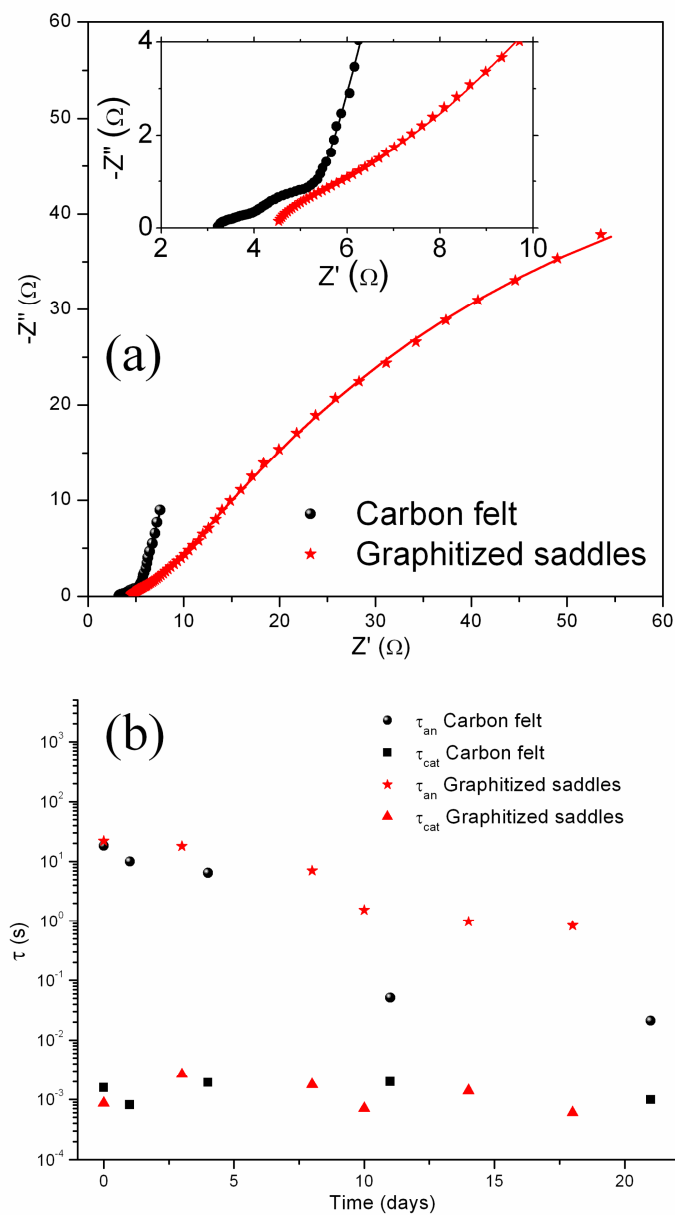 60
50
40
30
20
10
0
-Z" (Ω)
0 10 20 30 40 50 60
Z' (Ω)
4
2
0
-Z" (Ω)
2 4 6 8 10
Z' (Ω)
(a)
Carbon felt
Graphitized saddles
(b)
τan Carbon felt
τcat Carbon felt
τan Graphitized saddles
τcat Graphitized saddles
10³
10²
10¹
10⁰
10⁻¹
10⁻²
10⁻³
10⁻⁴
τ (s)
0 5 10 15 20
Time (days)